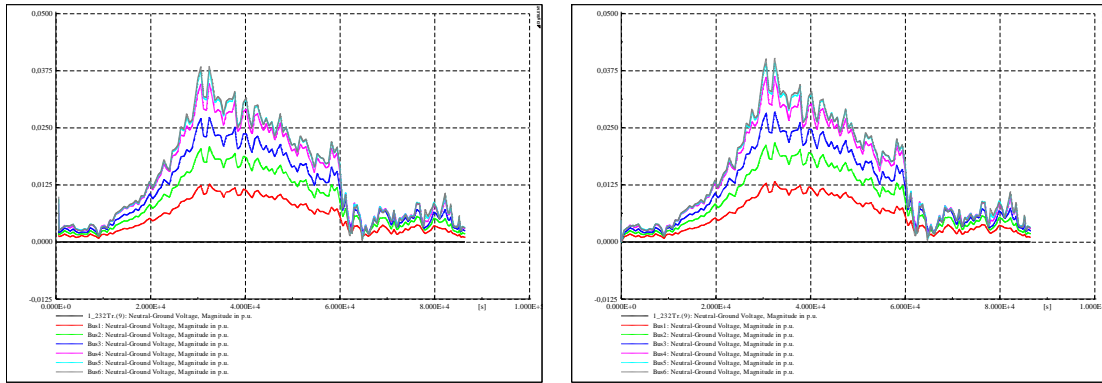 0,0500
0,0375
0,0250
0,0125
0,0000
-0,0125
0.000E+0 2.000E+4 4.000E+4 6.000E+4 8.000E+4 [s]
1_232Tr.(9): Neutral-Ground Voltage, Magnitude in p.u.
Bus1: Neutral-Ground Voltage, Magnitude in p.u.
Bus2: Neutral-Ground Voltage, Magnitude in p.u.
Bus3: Neutral-Ground Voltage, Magnitude in p.u.
Bus4: Neutral-Ground Voltage, Magnitude in p.u.
Bus5: Neutral-Ground Voltage, Magnitude in p.u.
Bus6: Neutral-Ground Voltage, Magnitude in p.u.
0,0500
0,0375
0,0250
0,0125
0,0000
-0,0125
0.000E+0 2.000E+4 4.000E+4 6.000E+4 8.000E+4 [s] 1.000E
1_232Tr.(9): Neutral-Ground Voltage, Magnitude in p.u.
Bus1: Neutral-Ground Voltage, Magnitude in p.u.
Bus2: Neutral-Ground Voltage, Magnitude in p.u.
Bus3: Neutral-Ground Voltage, Magnitude in p.u.
Bus4: Neutral-Ground Voltage, Magnitude in p.u.
Bus5: Neutral-Ground Voltage, Magnitude in p.u.
Bus6: Neutral-Ground Voltage, Magnitude in p.u.